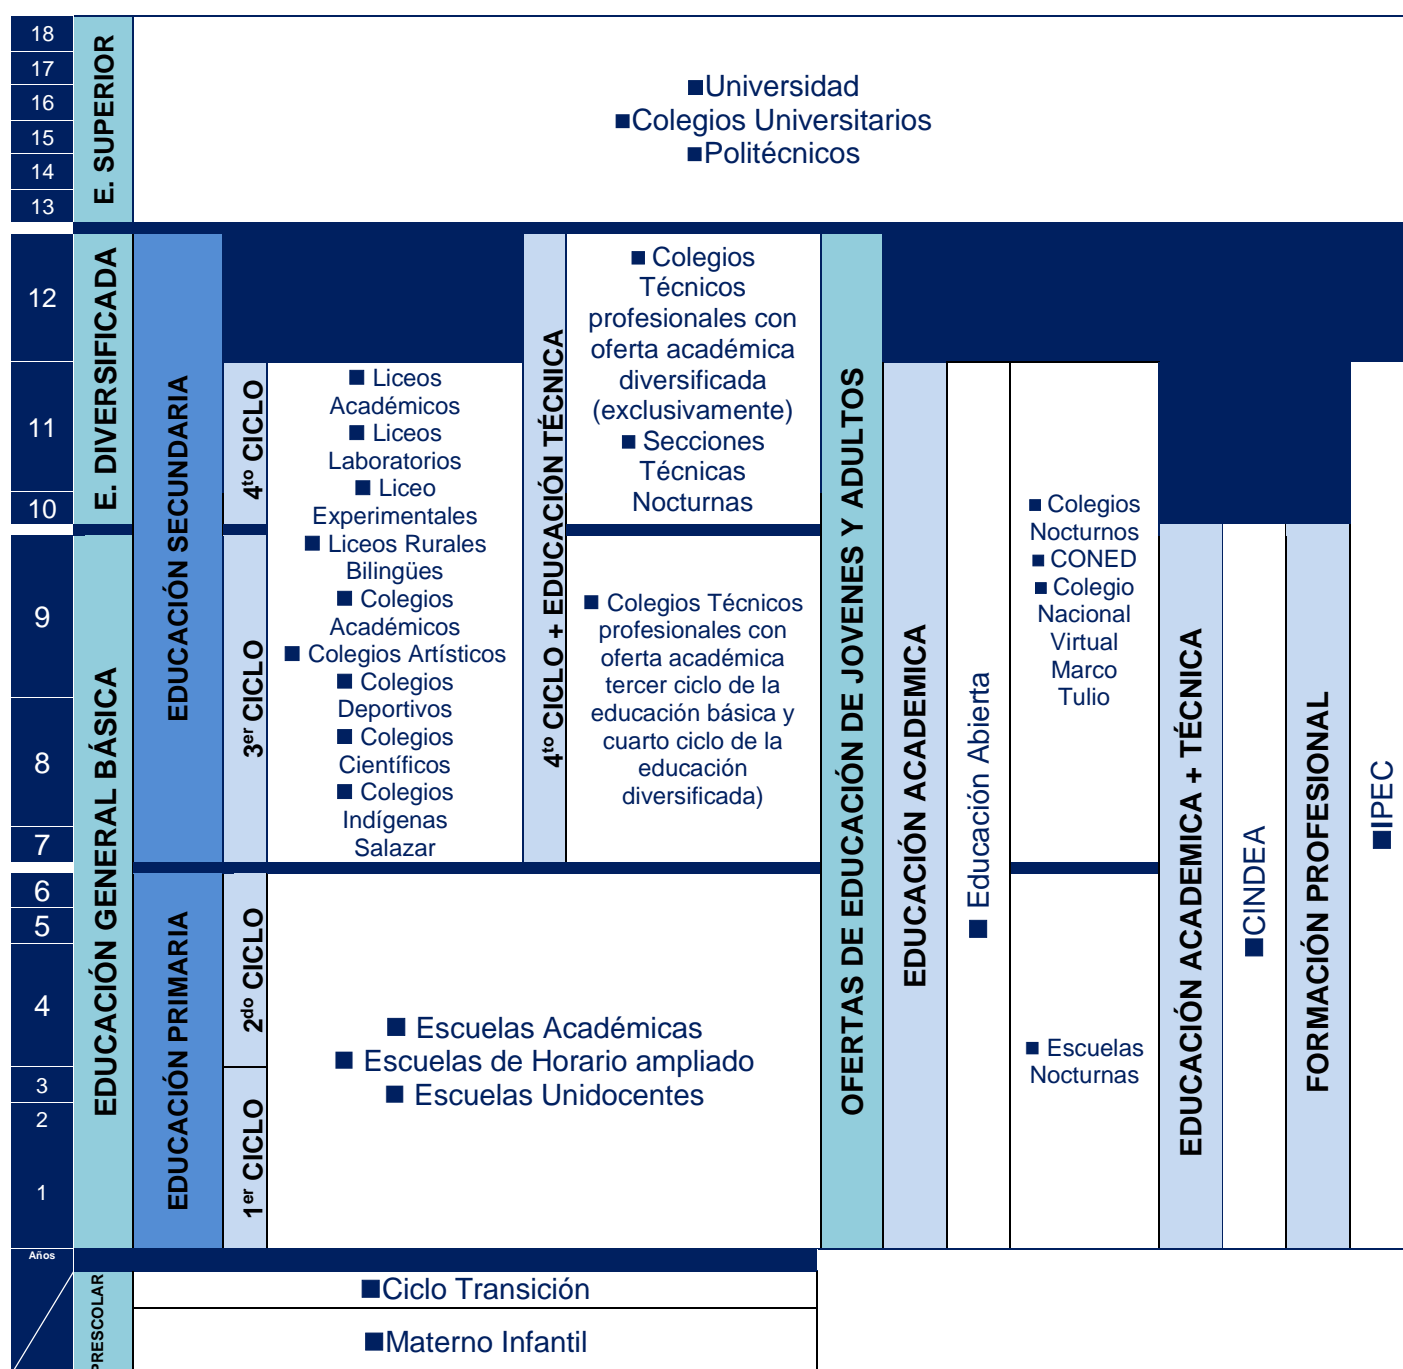 18
17
16
15
14
13
E. SUPERIOR
■Universidad
■Colegios Universitarios
■Politécnicos
12
11
10
E. DIVERSIFICADA
9
8
7
6
5
4
3
2
1
Años
EDUCACIÓN GENERAL BÁSICA
EDUCACIÓN SECUNDARIA
4to CICLO
3er CICLO
■ Liceos
Académicos
■ Liceos
Laboratorios
■ Liceo
Experimentales
■ Liceos Rurales
Bilingües
■ Colegios
Académicos
■ Colegios Artísticos
■ Colegios
Deportivos
■ Colegios
Científicos
■ Colegios
Indígenas
Salazar
4to CICLO + EDUCACIÓN TÉCNICA
■ Colegios
Técnicos
profesionales con
oferta académica
diversificada
(exclusivamente)
■ Secciones
Técnicas
Nocturnas
■ Colegios Técnicos
profesionales con
oferta académica
tercer ciclo de la
educación básica y
cuarto ciclo de la
educación
diversificada)
EDUCACIÓN PRIMARIA
2do CICLO
1er CICLO
■ Escuelas Académicas
■ Escuelas de Horario ampliado
■ Escuelas Unidocentes
OFERTAS DE EDUCACIÓN DE JOVENES Y ADULTOS
EDUCACIÓN ACADEMICA
■ Educación Abierta
■ Colegios
Nocturnos
■ CONED
■ Colegio
Nacional
Virtual
Marco
Tulio
■ Escuelas
Nocturnas
EDUCACIÓN ACADEMICA + TÉCNICA
■CINDEA
FORMACIÓN PROFESIONAL
■IPEC
PRESCOLAR
■Ciclo Transición
■Materno Infantil